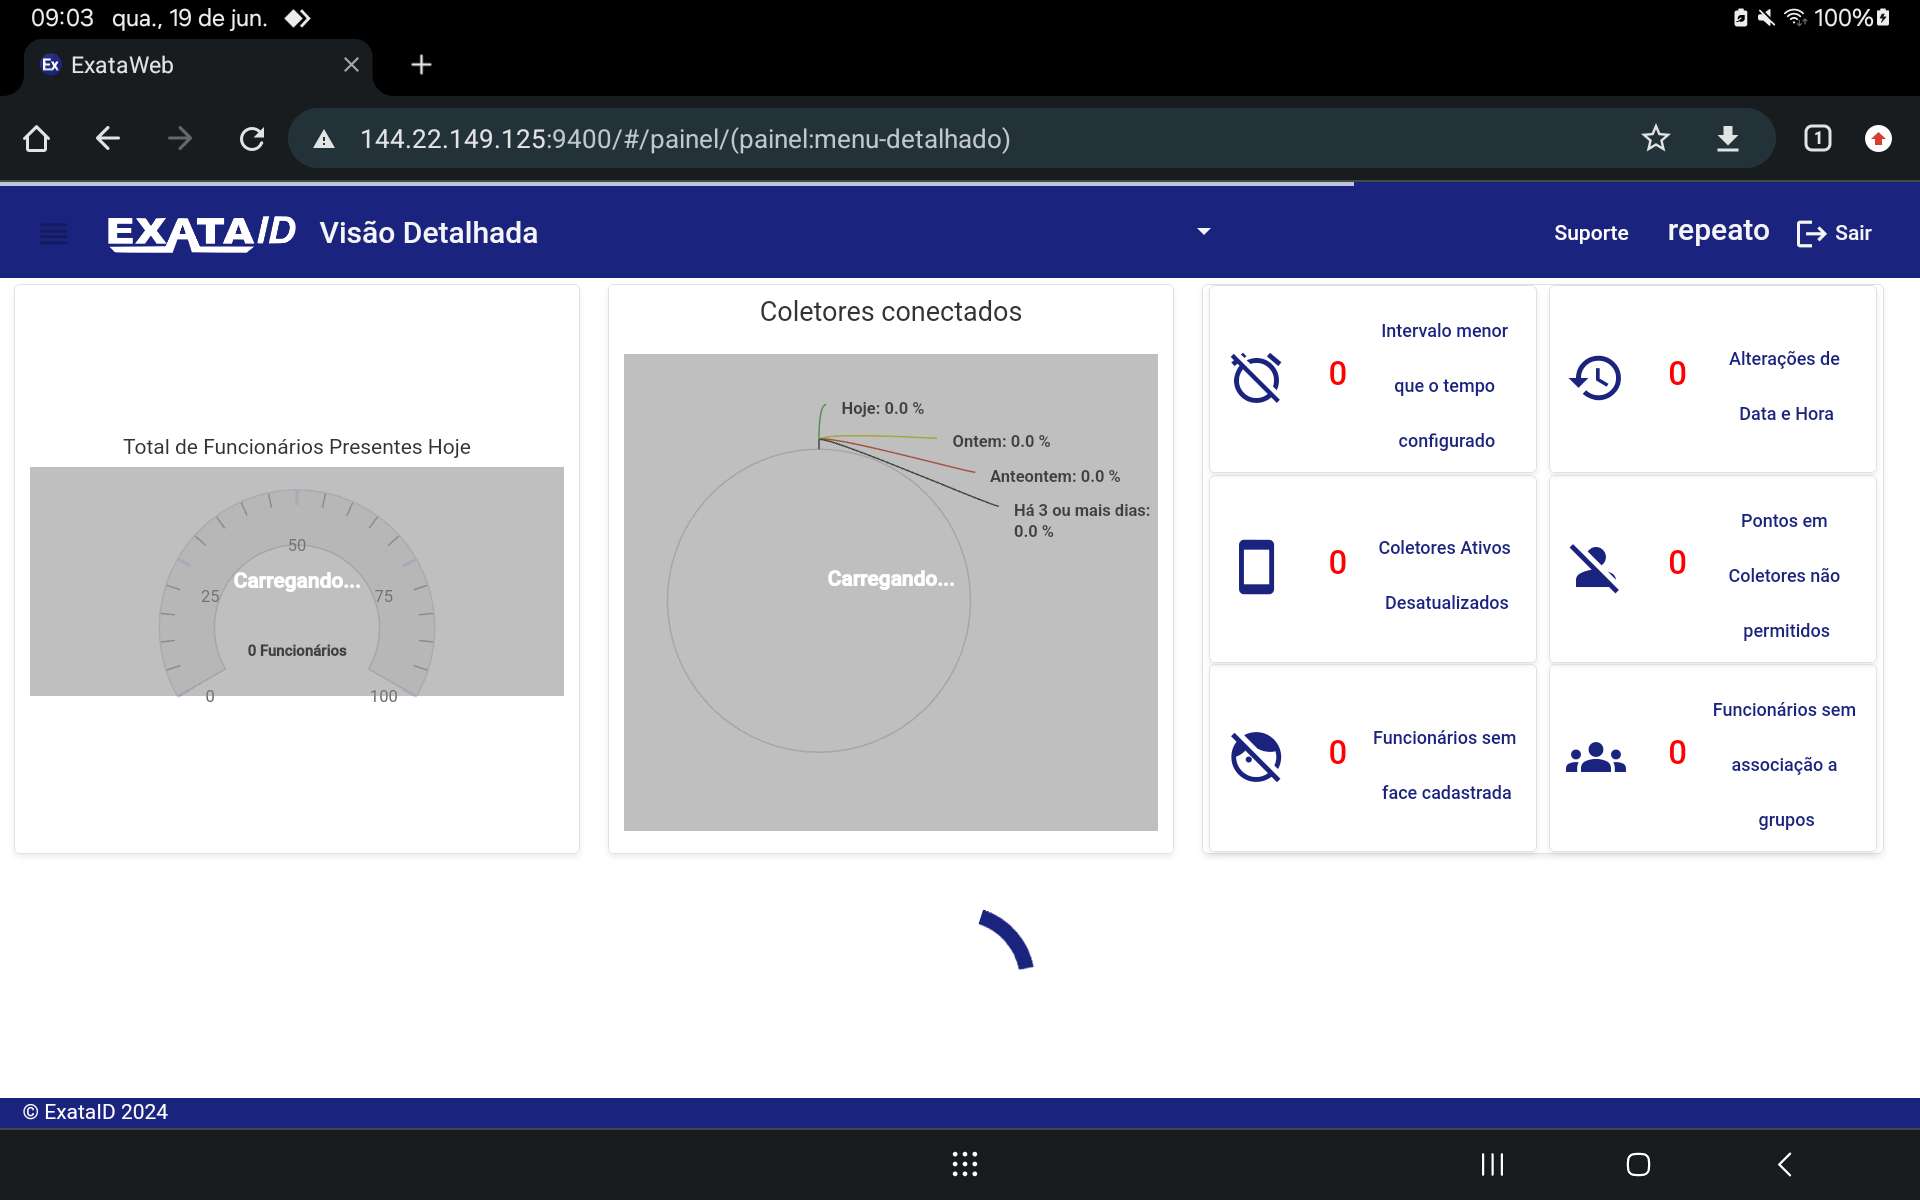 09:03 qua., 19 de jun.
100%
Ex ExataWeb
144.22.149.125:9400/#/painel/(painel:menu-detalhado)
1
EXATAID Visão Detalhada
Suporte repeato Sair
Total de Funcionários Presentes Hoje
50
Carregando...
25 75
0 Funcionários
0 100
Coletores conectados
Hoje: 0.0 %
Ontem: 0.0 %
Anteontem: 0.0 %
Há 3 ou mais dias:
0.0 %
Carregando...
0 Intervalo menor
que o tempo
configurado
0 Alterações de
Data e Hora
0 Coletores Ativos
Desatualizados
0 Pontos em
Coletores não
permitidos
0 Funcionários sem
face cadastrada
0 Funcionários sem
associação a
grupos
© ExataID 2024